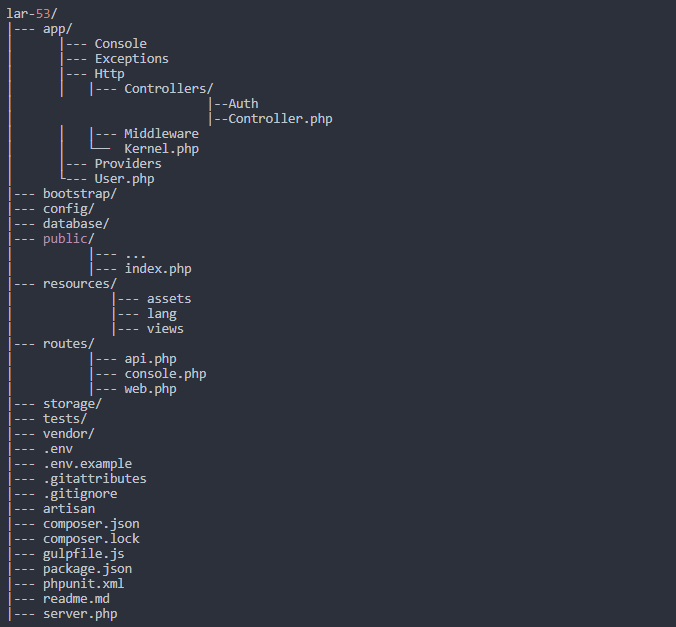 lar-53/
|--- app/
|      |--- Console
|      |--- Exceptions
|      |--- Http
|      |   |--- Controllers/
|                          |--Auth
|                          |--Controller.php
|      |   |--- Middleware
|      |   └──  Kernel.php
|      |--- Providers
|      └--- User.php
|--- bootstrap/
|--- config/
|--- database/
|--- public/
|          |--- ...
|          |--- index.php
|--- resources/
|             |--- assets
|             |--- lang
|             |--- views
|--- routes/
|          |--- api.php
|          |--- console.php
|          |--- web.php
|--- storage/
|--- tests/
|--- vendor/
|--- .env
|--- .env.example
|--- .gitattributes
|--- .gitignore
|--- artisan
|--- composer.json
|--- composer.lock
|--- gulpfile.js
|--- package.json
|--- phpunit.xml
|--- readme.md
|--- server.php